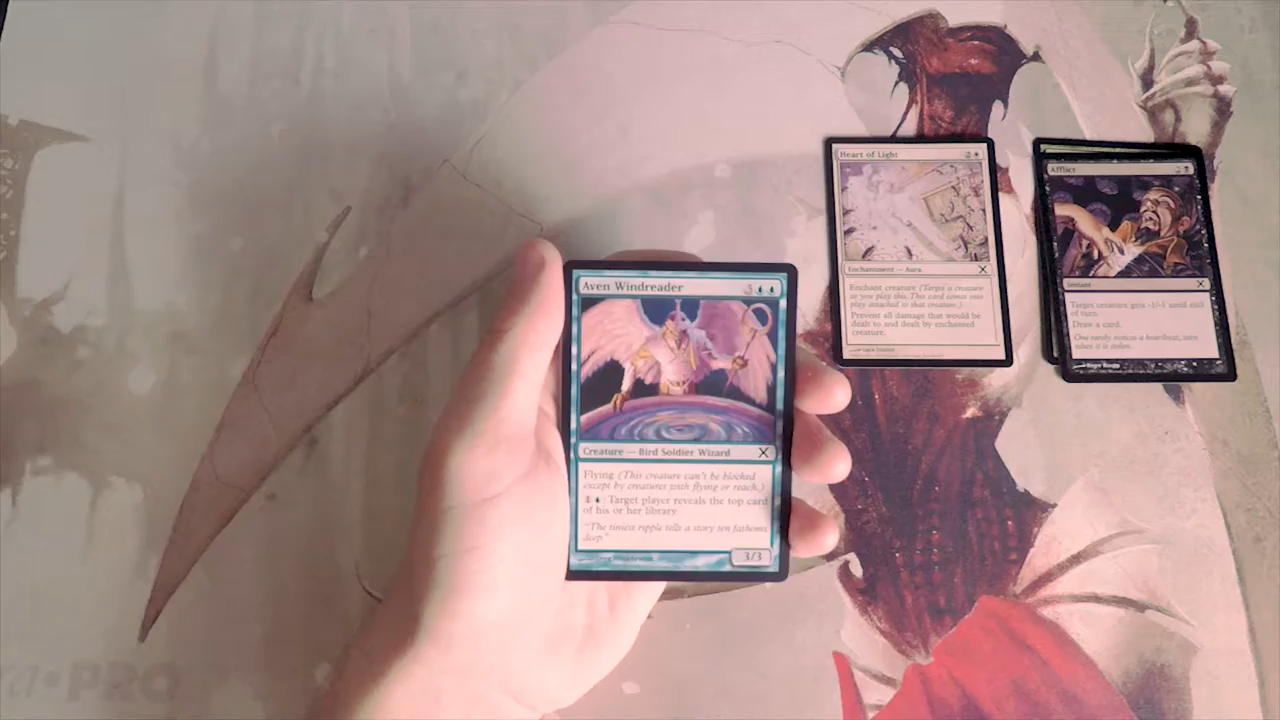 Aven Windreader
Creature — Bird Soldier Wizard
Flying (This creature can't be blocked
except by creatures with flying or reach.)
: Target player reveals the top card
of his or her library.
"The tiniest ripple tells a story ten fathoms
deep."
3/3
Heart of Light
2
Enchantment — Aura
Enchant creature (Target a creature
as you play this. This card comes into
play attached to that creature.)
Prevent all damage that would be
dealt to and dealt by enchanted
creature.
Afflict
Instant
Target creature gets -1/-1 until end
of turn.
Draw a card.
One rarely notices a heartbeat, save
when it is stolen.
PRO